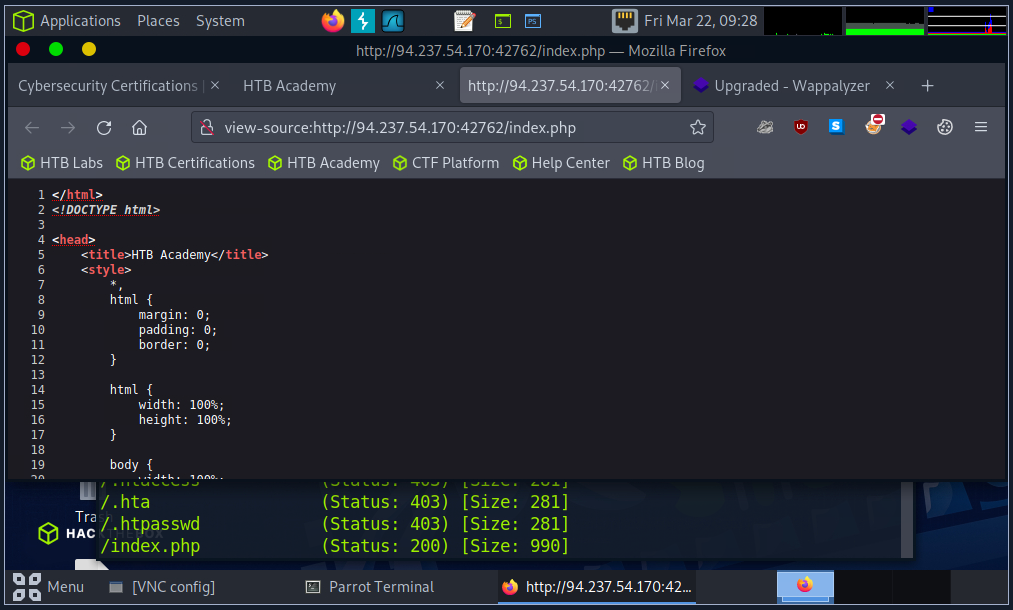 Applications Places System Fri Mar 22, 09:28
http://94.237.54.170:42762/index.php — Mozilla Firefox
Cybersecurity Certifications HTB Academy http://94.237.54.170:42762/ Upgraded - Wappalyzer
view-source:http://94.237.54.170:42762/index.php
HTB Labs HTB Certifications HTB Academy CTF Platform Help Center HTB Blog
1 </html>
2 <!DOCTYPE html>
3
4 <head>
5 <title>HTB Academy</title>
6 <style>
7 *,
8 html {
9 margin: 0;
10 padding: 0;
11 border: 0;
12 }
13
14 html {
15 width: 100%;
16 height: 100%;
17 }
18
19 body {
20 width: 100%;
/.htaccess (Status: 403) [Size: 281]
/.hta (Status: 403) [Size: 281]
/.htpasswd (Status: 403) [Size: 281]
/index.php (Status: 200) [Size: 990]
Tra
HACKTHEBOX
Menu [VNC config] Parrot Terminal http://94.237.54.170:42...